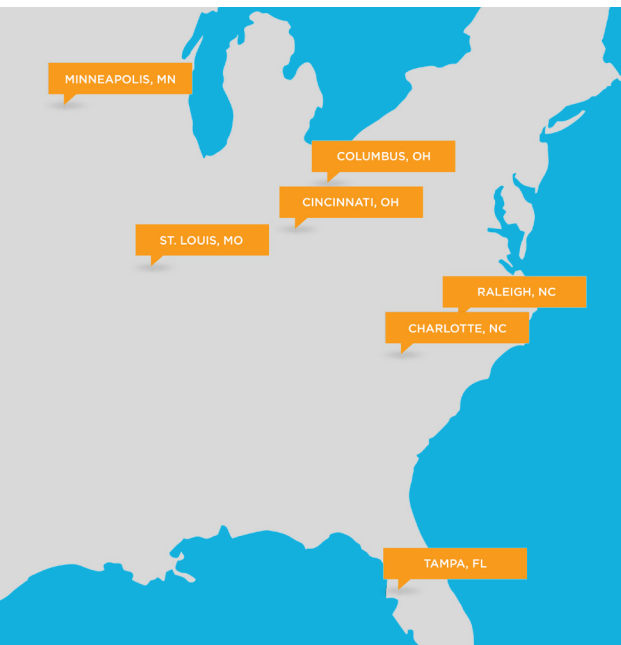 MINNEAPOLIS, MN
COLUMBUS, OH
CINCINNATI, OH
ST. LOUIS, MO
RALEIGH, NC
CHARLOTTE, NC
TAMPA, FL